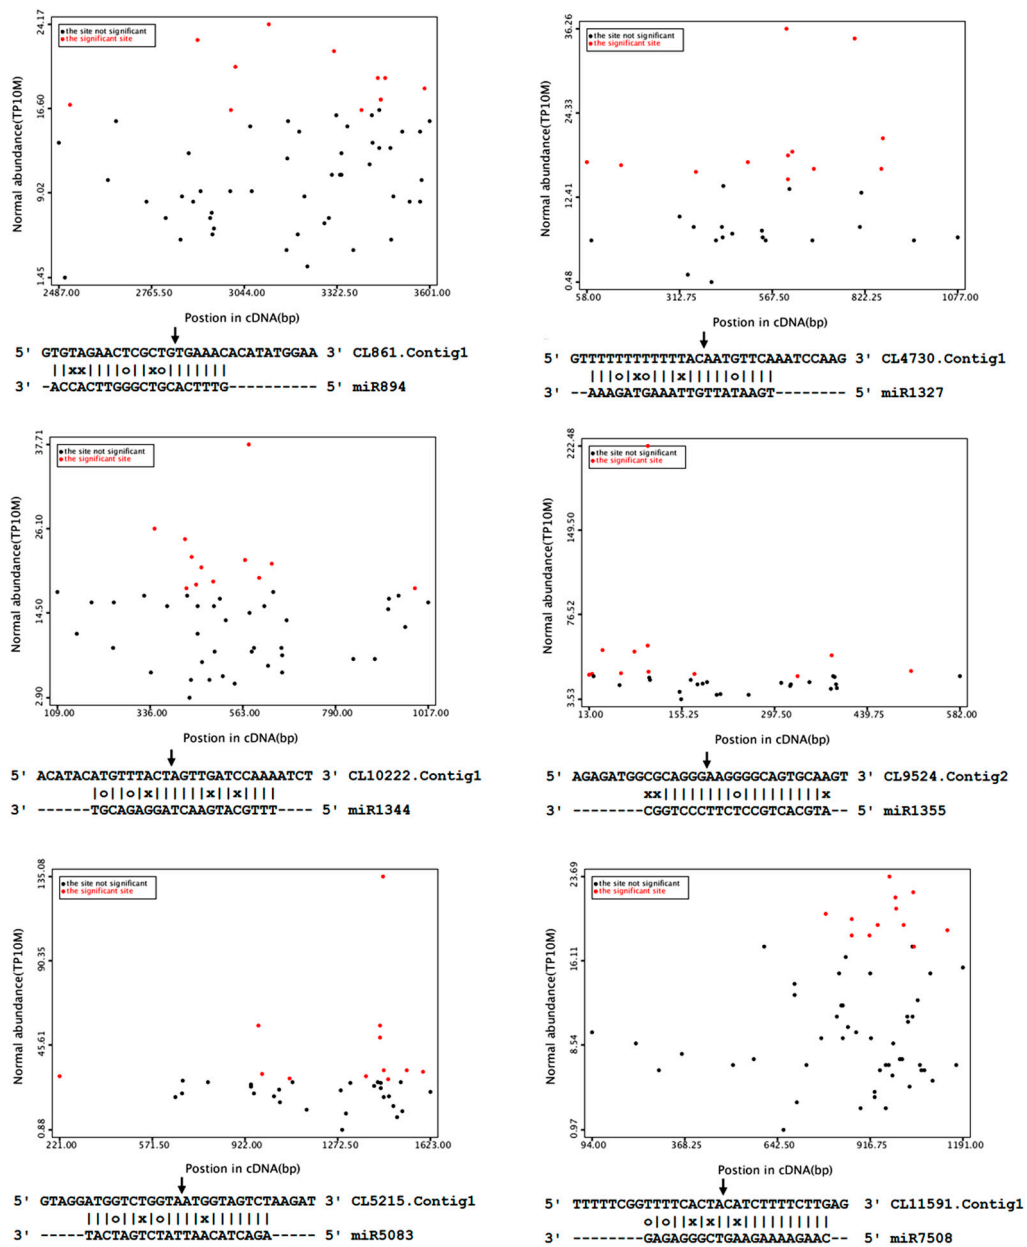 24.17
16.60
9.02
1.45
Normal abundance(TP10M)
the site not significant
the significant site
2487.00 2765.50 3044.00 3322.50 3601.00
Postion in cDNA(bp)
5' GTGTAGAACTCGCTGTGAAACACATATGGAA 3' CL861.Contig1
||xx||||o||xo|||||||
3' -ACCACTTGGGCTGCACTTTG---------- 5' miR894
36.26
24.33
12.41
0.48
Normal abundance(TP10M)
the site not significant
the significant site
58.00 312.75 567.50 822.25 1077.00
Postion in cDNA(bp)
5' GTTTTTTTTTTTTACAATGTTCAAATCCAAG 3' CL4730.Contig1
|||o|xo|||x|||||o||||
3' --AAAGATGAAATTGTTATAAGT-------- 5' miR1327
37.71
26.10
14.50
2.90
Normal abundance(TP10M)
the site not significant
the significant site
109.00 336.00 563.00 790.00 1017.00
Postion in cDNA(bp)
5' ACATACATGTTTACTAGTTGATCCAAAATCT 3' CL10222.Contig1
|o||o|x||||||x||x||||
3' ------TGCAGAGGATCAAGTACGTTT---- 5' miR1344
222.48
149.50
76.52
3.53
Normal abundance(TP10M)
the site not significant
the significant site
13.00 155.25 297.50 439.75 582.00
Postion in cDNA(bp)
5' AGAGATGGCGCAGGGAAGGGGCAGTGCAAGT 3' CL9524.Contig2
xx||||||||o|||||||||x
3' --------CGGTCCCTTCTCCGTCACGTA-- 5' miR1355
135.08
90.35
45.61
0.88
Normal abundance(TP10M)
the site not significant
the significant site
221.00 571.50 922.00 1272.50 1623.00
Postion in cDNA(bp)
5' GTAGGATGGTCTGGTAATGGTAGTCTAAGAT 3' CL5215.Contig1
|||o||x|o||||x|||||||
3' -----TACTAGTCTATTAACATCAGA----- 5' miR5083
23.69
16.11
8.54
0.97
Normal abundance(TP10M)
the site not significant
the significant site
94.00 368.25 642.50 916.75 1191.00
Postion in cDNA(bp)
5' TTTTTCGGTTTTCACTACATCTTTTCTTGAG 3' CL11591.Contig1
o|o||x|x||x||||||||||
3' --------GAGAGGGCTGAAGAAAAGAAC-- 5' miR7508